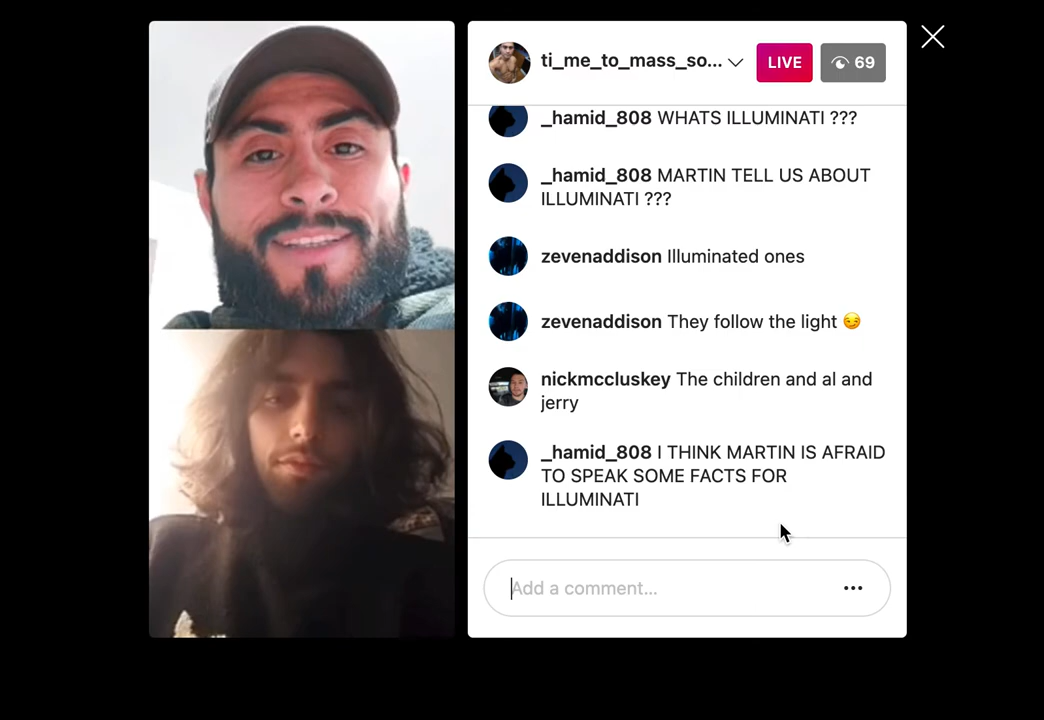 ti_me_to_mass_so...
LIVE
69
_hamid_808 WHATS ILLUMINATI ???
_hamid_808 MARTIN TELL US ABOUT
ILLUMINATI ???
zevenaddison Illuminated ones
zevenaddison They follow the light 😏
nickmccluskey The children and al and
jerry
_hamid_808 I THINK MARTIN IS AFRAID
TO SPEAK SOME FACTS FOR
ILLUMINATI
Add a comment...